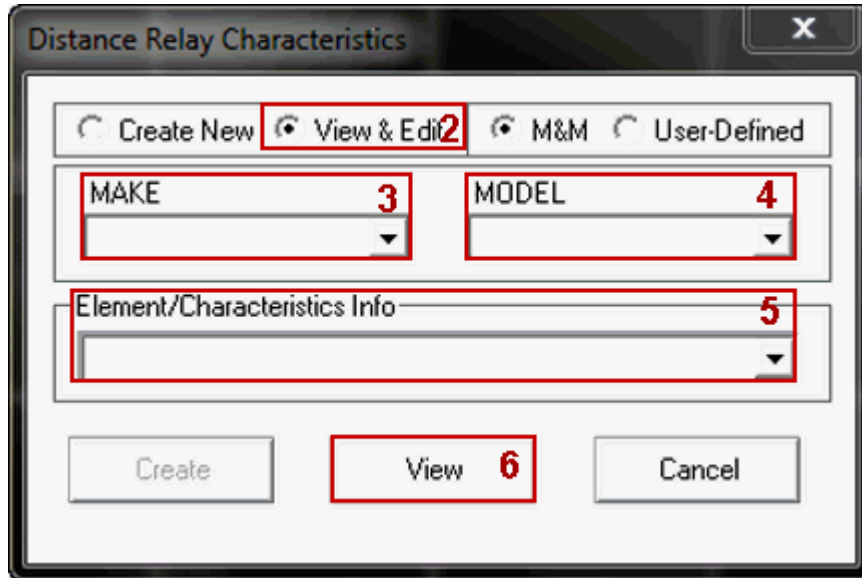 Distance Relay Characteristics
Create New View & Edit 2 M&M User-Defined
MAKE 3 MODEL 4
Element/Characteristics Info 5
Create View 6 Cancel